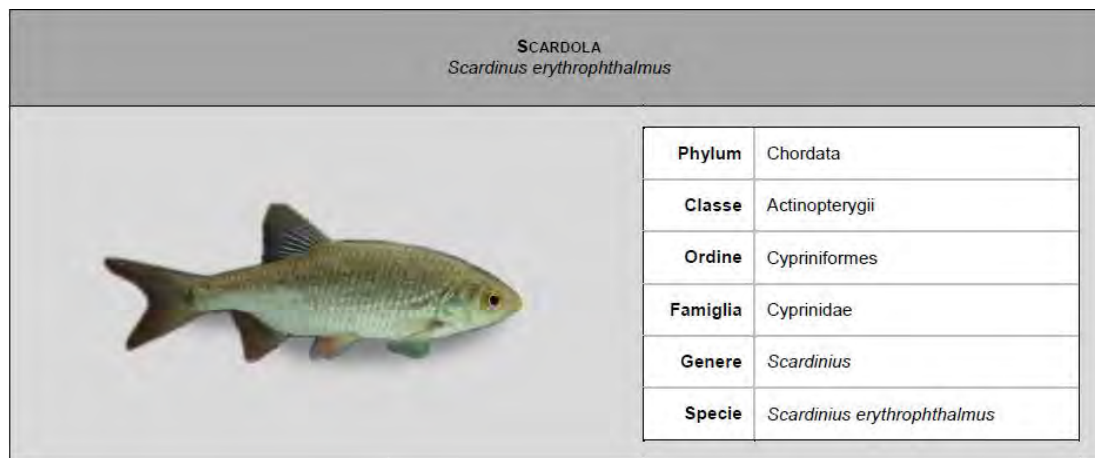 SCARDOLA
Scardinus erythrophthalmus
Phylum Chordata
Classe Actinopterygii
Ordine Cypriniformes
Famiglia Cyprinidae
Genere Scardinius
Specie Scardinius erythrophthalmus